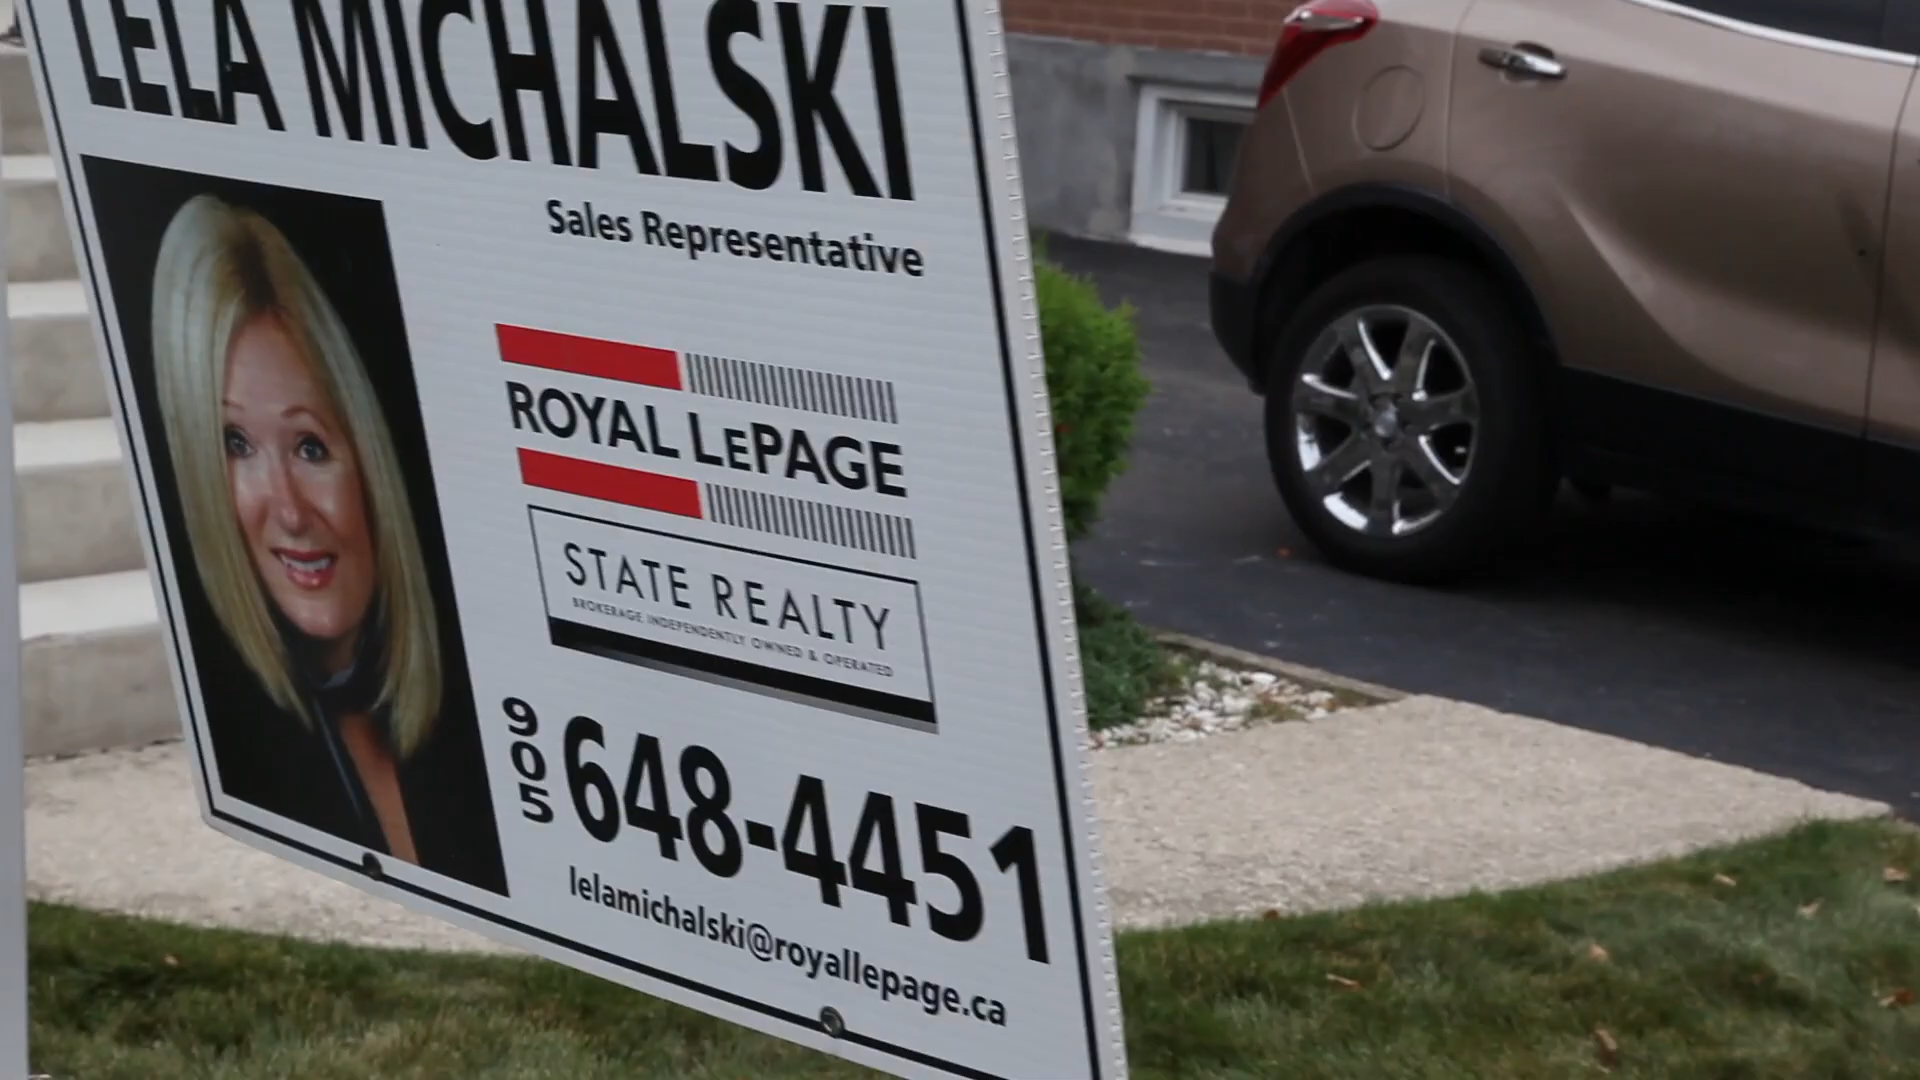 LELA MICHALSKI
Sales Representative
ROYAL LEPAGE
STATE REALTY
BROKERAGE INDEPENDENTLY OWNED & OPERATED
905 648-4451
lelamichalski@royallepage.ca